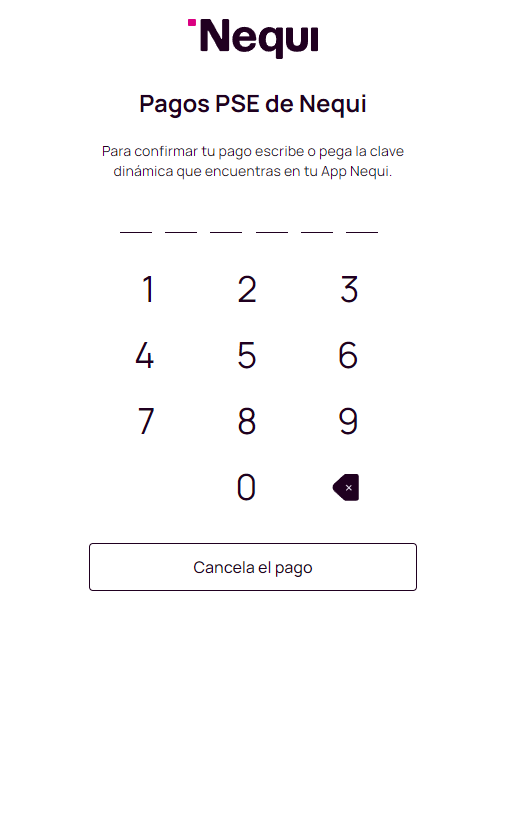 Nequi
Pagos PSE de Nequi
Para confirmar tu pago escribe o pega la clave
dinámica que encuentras en tu App Nequi.
1 2 3
4 5 6
7 8 9
0
Cancela el pago